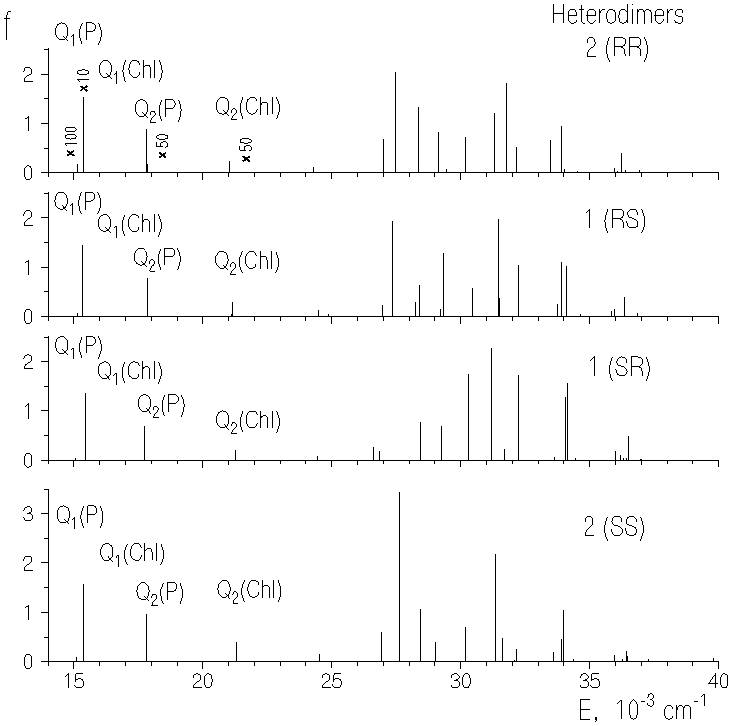 f
Heterodimers
2 (RR)
Q₁(P)
Q₁(Chl)
Q₂(P)
Q₂(Chl)
x100
x10
x 50
x 50
2
1
0
1 (RS)
Q₁(P)
Q₁(Chl)
Q₂(P)
Q₂(Chl)
2
1
0
1 (SR)
Q₁(P)
Q₁(Chl)
Q₂(P)
Q₂(Chl)
2
1
0
2 (SS)
Q₁(P)
Q₁(Chl)
Q₂(P)
Q₂(Chl)
3
2
1
0
15 20 25 30 35 40
E, 10⁻³ cm⁻¹